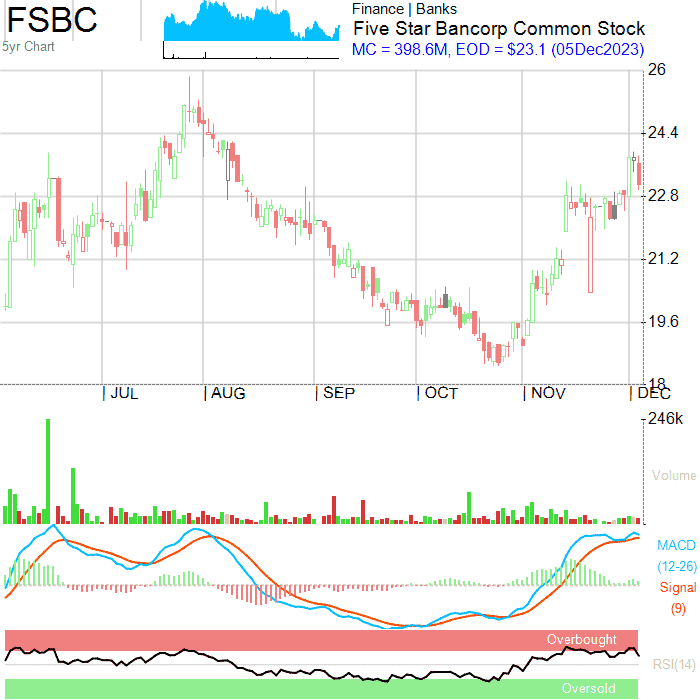 FSBC
5yr Chart
Finance | Banks
Five Star Bancorp Common Stock
MC = 398.6M, EOD = $23.1 (05Dec2023)
26
24.4
22.8
21.2
19.6
18
| JUL | AUG | SEP | OCT | NOV | DEC
246k
Volume
MACD
(12-26)
Signal
(9)
Overbought
RSI(14)
Oversold